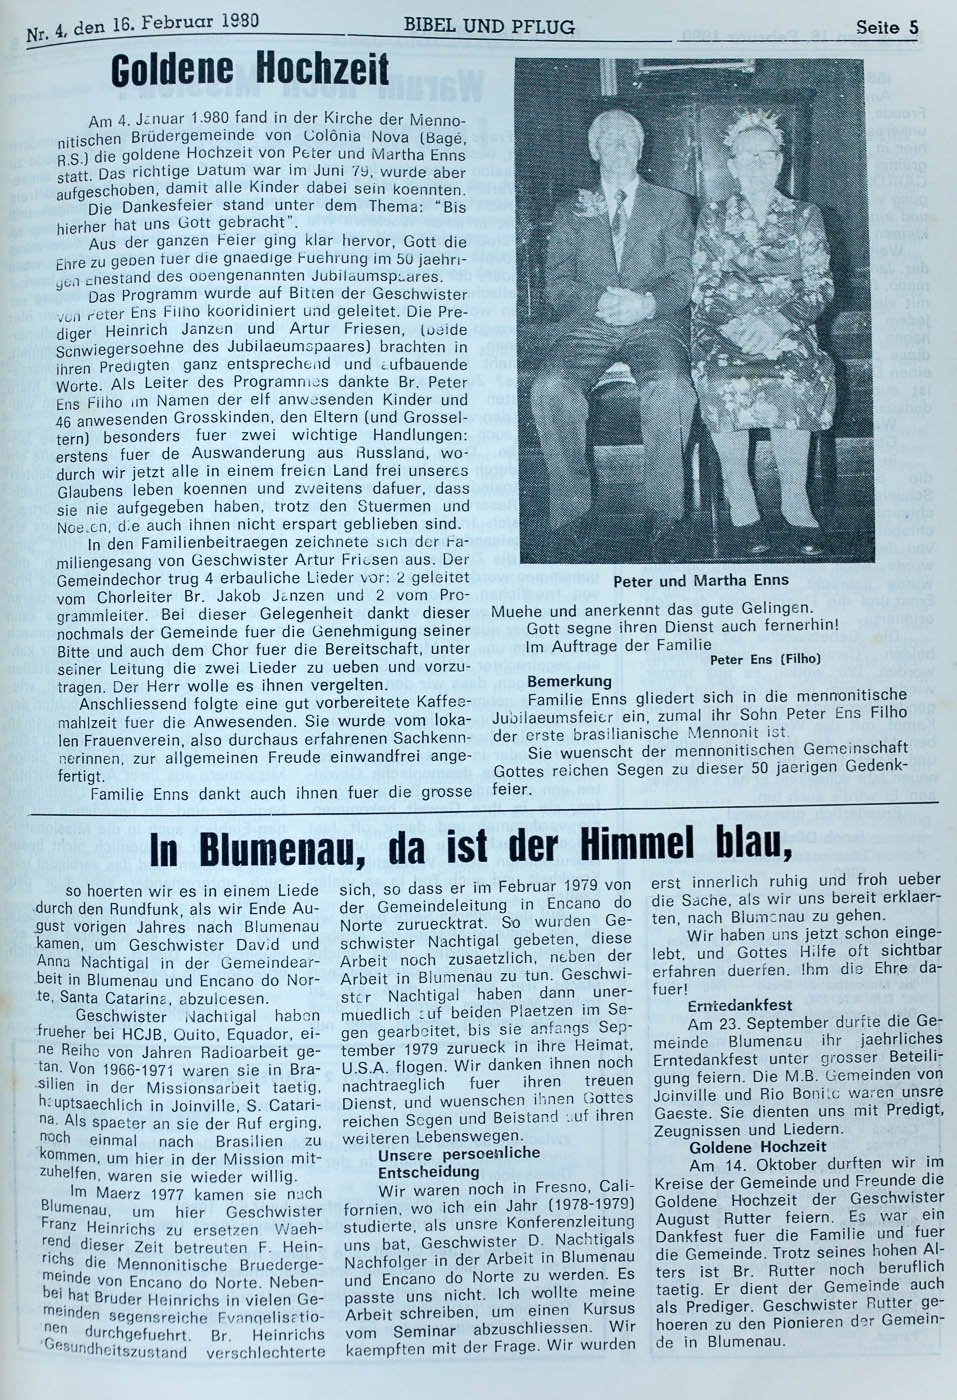 Nr. 4, den 16. Februar 1980
BIBEL UND PFLUG
Seite 5
Goldene Hochzeit
Am 4. Januar 1.980 fand in der Kirche der Menno-
nitischen Brüdergemeinde von Colônia Nova (Bagé,
R.S.) die goldene Hochzeit von Peter und Martha Enns
statt. Das richtige Datum war im Juni 79, wurde aber
aufgeschoben, damit alle Kinder dabei sein koennten.
Die Dankesfeier stand unter dem Thema: "Bis
hierher hat uns Gott gebracht".
Aus der ganzen Feier ging klar hervor, Gott die
Ehre zu geben fuer die gnaedige Fuehrung im 50 jaehri-
gen Ehestand des obengenannten Jubilaumspaares.
Das Programm wurde auf Bitten der Geschwister
von Peter Ens Filho kooridiniert und geleitet. Die Pre-
diger Heinrich Janzen und Artur Friesen, (beide
Schwiegersoehne des Jubilaeumspaares) brachten in
ihren Predigten ganz entsprechend und aufbauende
Worte. Als Leiter des Programmes dankte Br. Peter
Ens Filho im Namen der elf anwesenden Kinder und
46 anwesenden Grosskinden, den Eltern (und Grossel-
tern) besonders fuer zwei wichtige Handlungen:
erstens fuer de Auswanderung aus Russland, wo-
durch wir jetzt alle in einem freien Land frei unseres
Glaubens leben koennen und zweitens dafuer, dass
sie nie aufgegeben haben, trotz den Stuermen und
Noeten, die auch ihnen nicht erspart geblieben sind.
In den Familienbeitraegen zeichnete sich der Fa-
miliengesang von Geschwister Artur Friesen aus. Der
Gemeindechor trug 4 erbauliche Lieder vor: 2 geleitet
vom Chorleiter Br. Jakob Janzen und 2 vom Pro-
grammleiter. Bei dieser Gelegenheit dankt dieser
nochmals der Gemeinde fuer die Genehmigung seiner
Bitte und auch dem Chor fuer die Bereitschaft, unter
seiner Leitung die zwei Lieder zu ueben und vorzu-
tragen. Der Herr wolle es ihnen vergelten.
Anschliessend folgte eine gut vorbereitete Kaffee-
mahlzeit fuer die Anwesenden. Sie wurde vom loka-
len Frauenverein, also durchaus erfahrenen Sachken-
nerinnen, zur allgemeinen Freude einwandfrei ange-
fertigt.
Familie Enns dankt auch ihnen fuer die grosse
Peter und Martha Enns
Muehe und anerkennt das gute Gelingen.
Gott segne ihren Dienst auch fernerhin!
Im Auftrage der Familie
Peter Ens (Filho)
Bemerkung
Familie Enns gliedert sich in die mennonitische
Jubilaeumsfeier ein, zumal ihr Sohn Peter Ens Filho
der erste brasilianische Mennonit ist.
Sie wuenscht der mennonitischen Gemeinschaft
Gottes reichen Segen zu dieser 50 jaerigen Gedenk-
feier.
In Blumenau, da ist der Himmel blau,
so hoerten wir es in einem Liede
durch den Rundfunk, als wir Ende Au-
gust vorigen Jahres nach Blumenau
kamen, um Geschwister David und
Anna Nachtigal in der Gemeindear-
beit in Blumenau und Encano do Nor-
te, Santa Catarina, abzuloesen.
Geschwister Nachtigal haben
frueher bei HCJB, Quito, Equador, ei-
ne Reihe von Jahren Radioarbeit ge-
tan. Von 1966-1971 waren sie in Bra-
silien in der Missionsarbeit taetig,
hauptsaechlich in Joinville, S. Catari-
na. Als spaeter an sie der Ruf erging,
noch einmal nach Brasilien zu
kommen, um hier in der Mission mit-
zuhelfen, waren sie wieder willig.
Im Maerz 1977 kamen sie nach
Blumenau, um hier Geschwister
Franz Heinrichs zu ersetzen Waeh-
rend dieser Zeit betreuten F. Hein-
richs die Mennonitische Bruederge-
meinde von Encano do Norte. Neben-
bei hat Bruder Heinrichs in vielen Ge-
meinden segensreiche Evangelisatio-
nen durchgefuehrt. Br. Heinrichs
Gesundheitszustand verschlechterte
sich, so dass er im Februar 1979 von
der Gemeindeleitung in Encano do
Norte zuruecktrat. So wurden Ge-
schwister Nachtigal gebeten, diese
Arbeit noch zusaetzlich, neben der
Arbeit in Blumenau zu tun. Geschwi-
ster Nachtigal haben dann uner-
muedlich auf beiden Plaetzen im Se-
gen gearbeitet, bis sie anfangs Sep-
tember 1979 zurueck in ihre Heimat,
U.S.A. flogen. Wir danken ihnen noch
nachtraeglich fuer ihren treuen
Dienst, und wuenschen ihnen Gottes
reichen Segen und Beistand auf ihren
weiteren Lebenswegen.
Unsere persoenliche
Entscheidung
Wir waren noch in Fresno, Cali-
fornien, wo ich ein Jahr (1978-1979)
studierte, als unsre Konferenzleitung
uns bat, Geschwister D. Nachtigals
Nachfolger in der Arbeit in Blumenau
und Encano do Norte zu werden. Es
passte uns nicht. Ich wollte meine
Arbeit schreiben, um einen Kursus
vom Seminar abzuschliessen. Wir
kaempften mit der Frage. Wir wurden
erst innerlich ruhig und froh ueber
die Sache, als wir uns bereit erklaer-
ten, nach Blumenau zu gehen.
Wir haben uns jetzt schon einge-
lebt, und Gottes Hilfe oft sichtbar
erfahren duerfen. Ihm die Ehre da-
fuer!
Erntedankfest
Am 23. September durfte die Ge-
meinde Blumenau ihr jaehrliches
Erntedankfest unter grosser Beteili-
gung feiern. Die M.B. Gemeinden von
Joinville und Rio Bonito waren unsre
Gaeste. Sie dienten uns mit Predigt,
Zeugnissen und Liedern.
Goldene Hochzeit
Am 14. Oktober durften wir im
Kreise der Gemeinde und Freunde die
Goldene Hochzeit der Geschwister
August Rutter feiern. Es war ein
Dankfest fuer die Familie und fuer
die Gemeinde. Trotz seines hohen Al-
ters ist Br. Rutter noch beruflich
taetig. Er dient der Gemeinde auch
als Prediger. Geschwister Rutter ge-
hoeren zu den Pionieren der Gemein-
de in Blumenau.